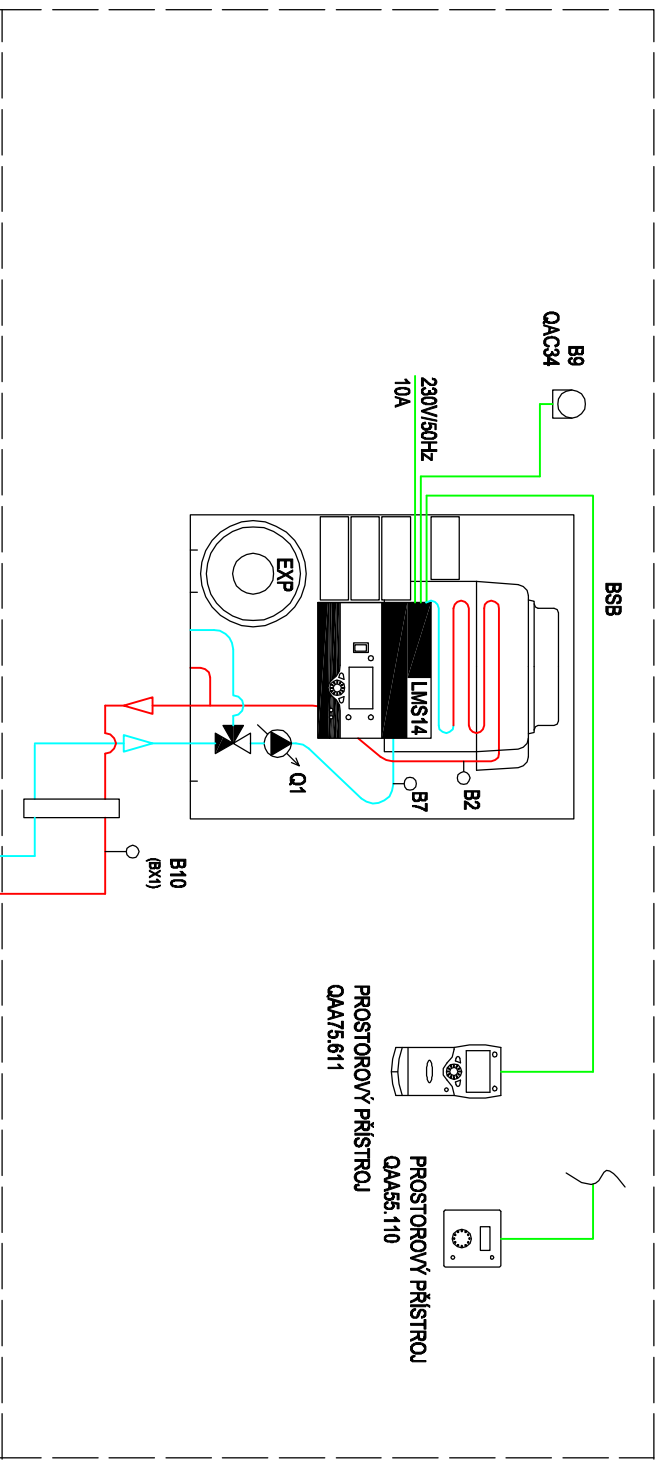 B9
QAC34
230V/50Hz
10A
BSB
EXP
LMS14
Q1
B7
B2
B10
(BX1)
PROSTOROVÝ PŘÍSTROJ
QAA75.611
PROSTOROVÝ PŘÍSTROJ
QAA55.110